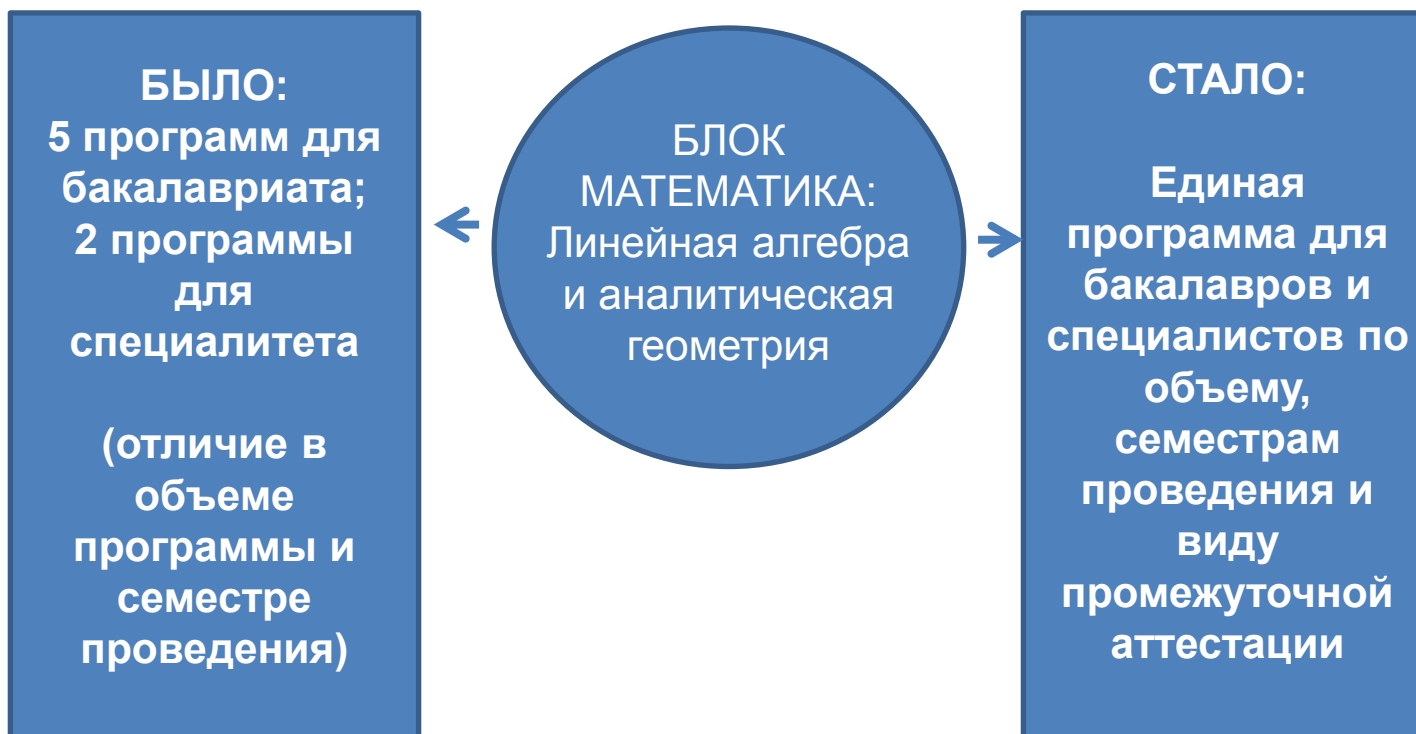 БЫЛО:
5 программ для
бакалавриата;
2 программы
для
специалитета
(отличие в
объеме
программы и
семестре
проведения)
БЛОК
МАТЕМАТИКА:
Линейная алгебра
и аналитическая
геометрия
СТАЛО:
Единая
программа для
бакалавров и
специалистов по
объему,
семестрам
проведения и
виду
промежуточной
аттестации